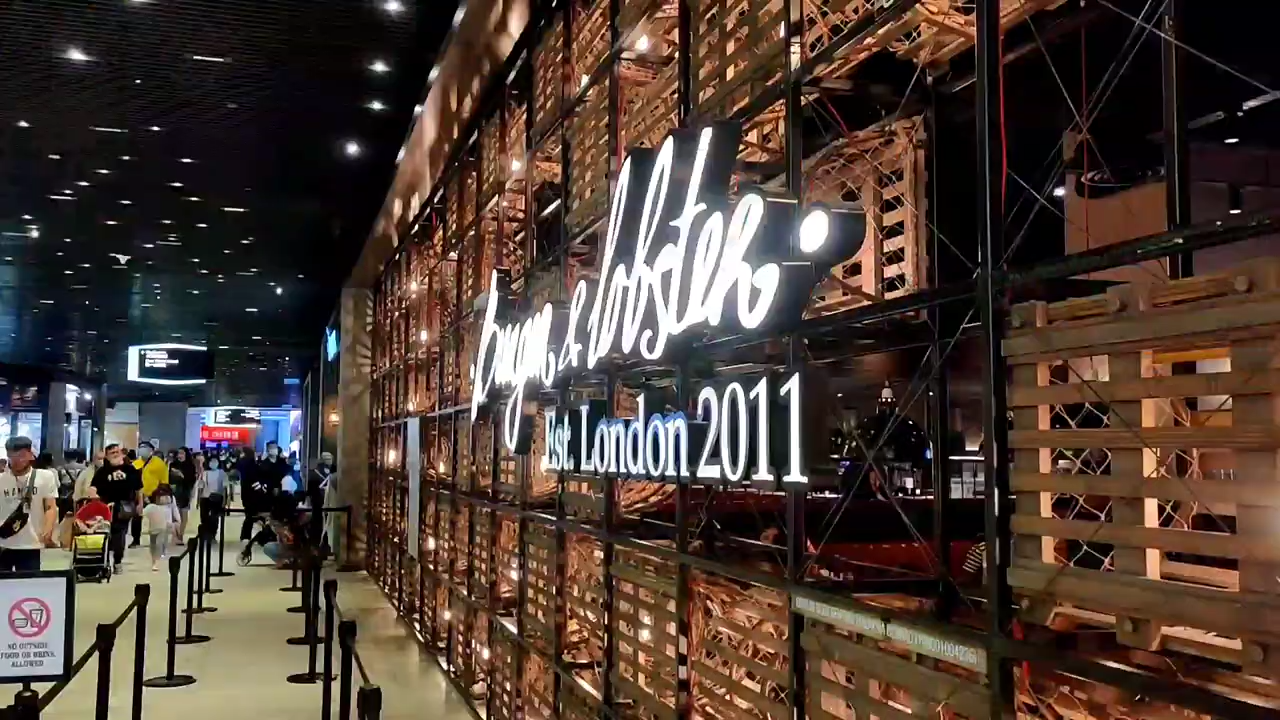 burger & lobster.
Est. London 2011
NO OUTSIDE
FOOD OR DRINK
ALLOWED